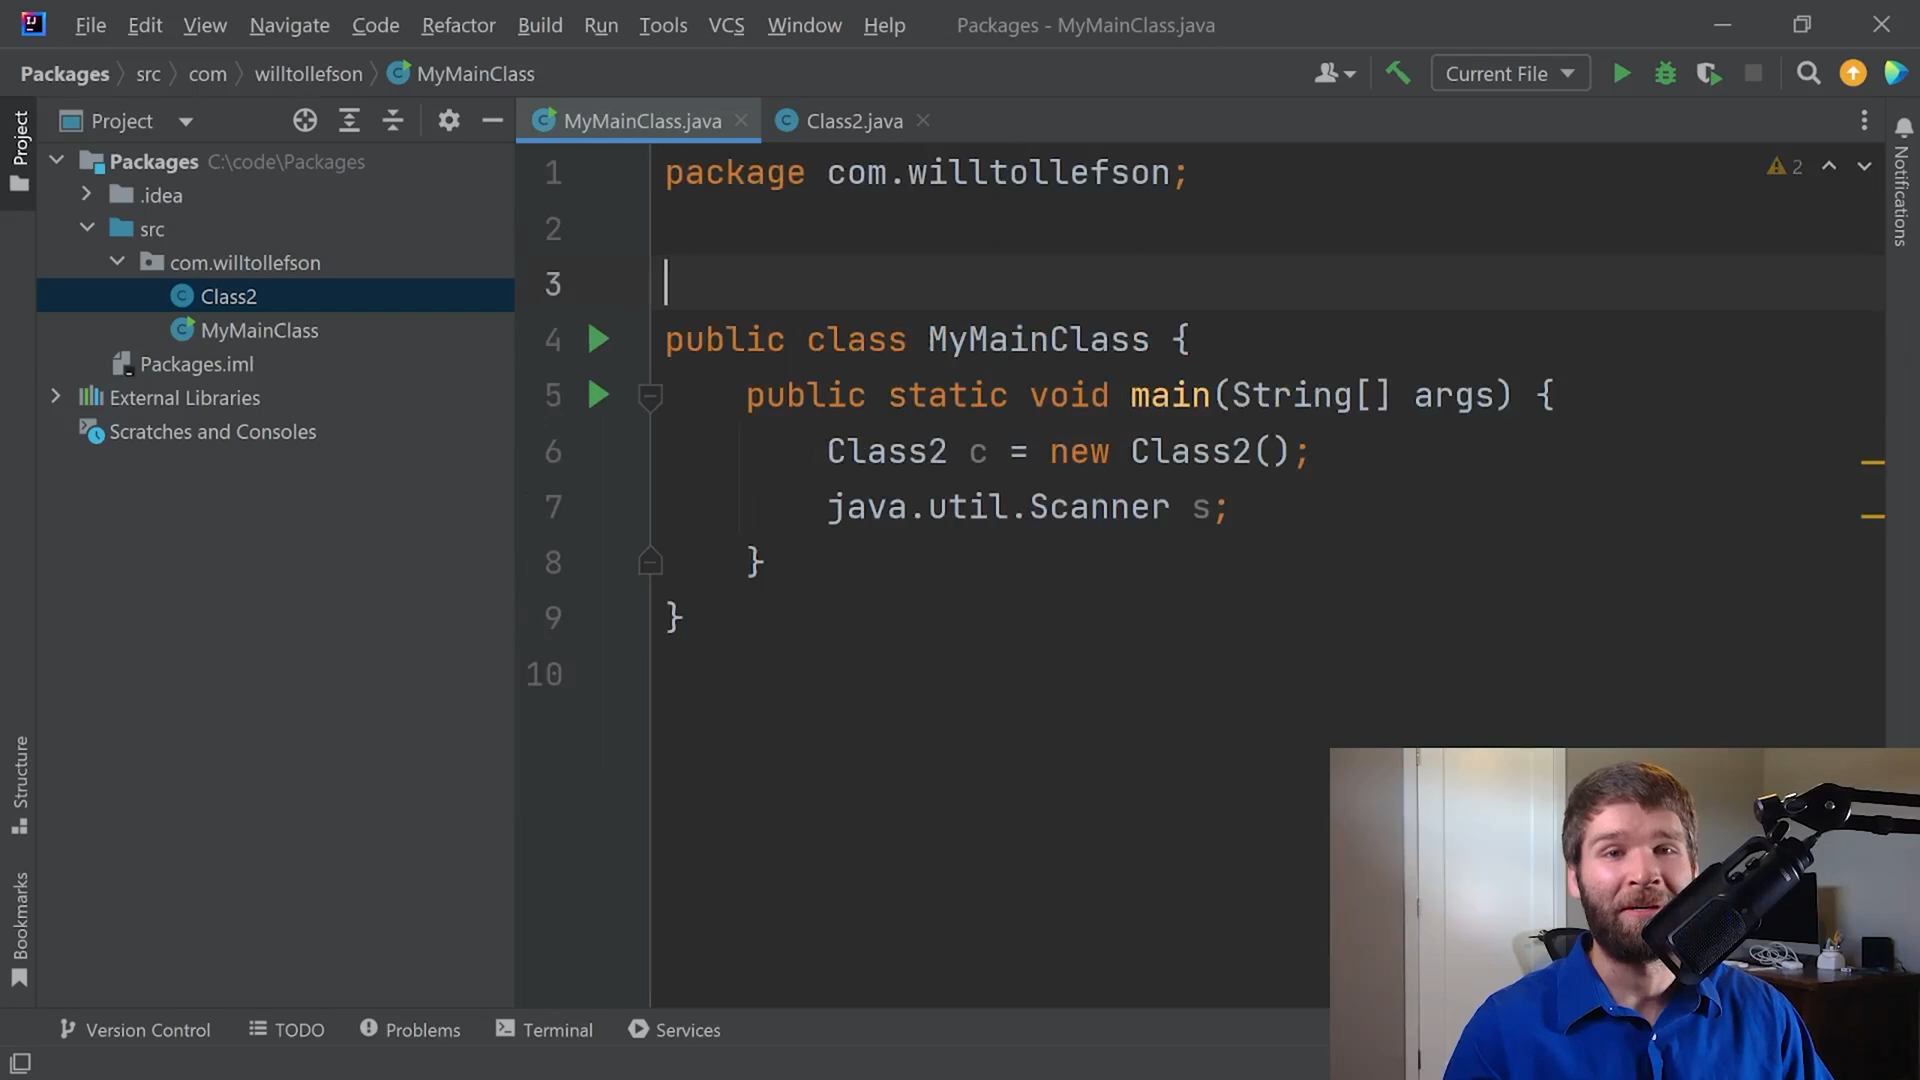 File Edit View Navigate Code Refactor Build Run Tools VCS Window Help Packages - MyMainClass.java
Packages src com willtollefson MyMainClass Current File
Project
Project
MyMainClass.java Class2.java
Packages C:\code\Packages
.idea
src
com.willtollefson
Class2
MyMainClass
Packages.iml
External Libraries
Scratches and Consoles
1 package com.willtollefson;
2
3
4 public class MyMainClass {
5 public static void main(String[] args) {
6 Class2 c = new Class2();
7 java.util.Scanner s;
8 }
9 }
10
2
Notifications
Structure
Bookmarks
Version Control TODO Problems Terminal Services